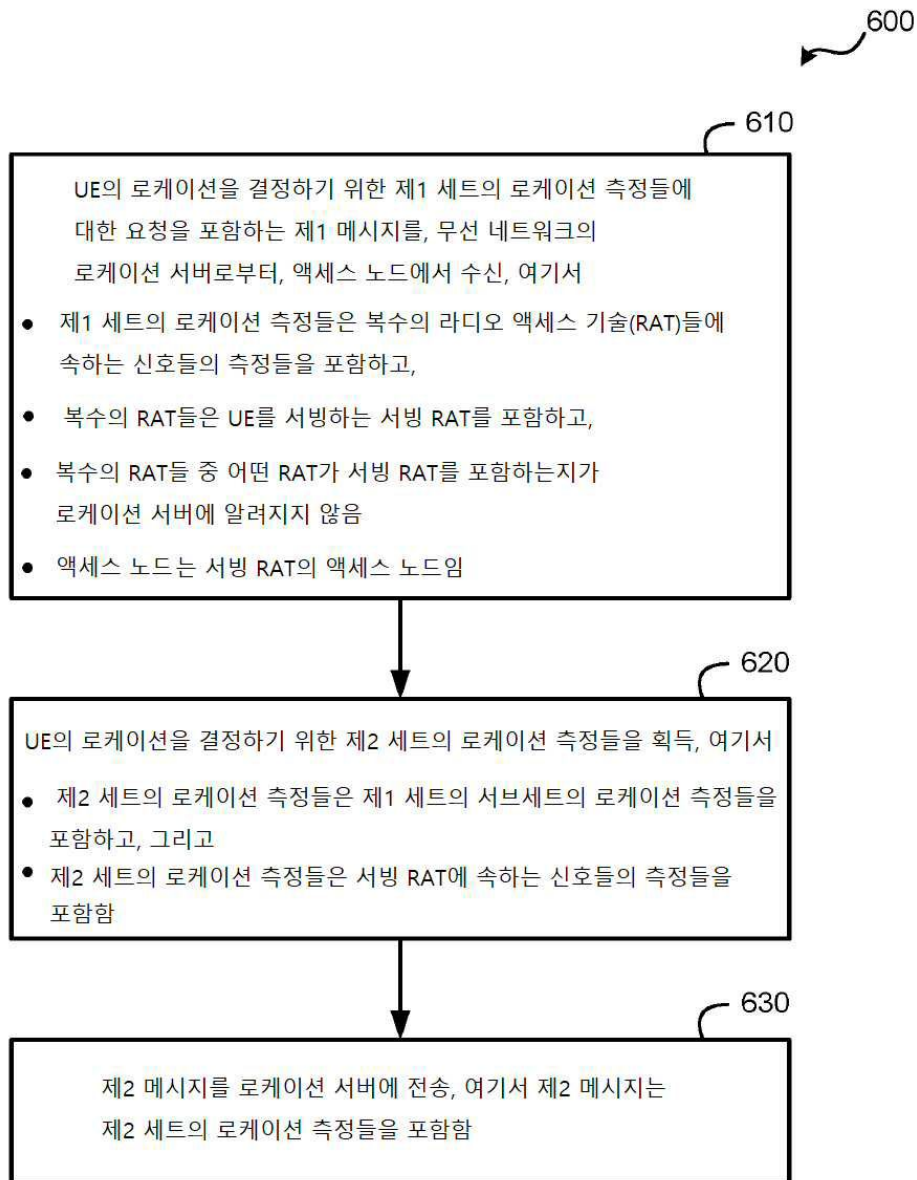 600
610
UE의 로케이션을 결정하기 위한 제1 세트의 로케이션 측정들에
대한 요청을 포함하는 제1 메시지를, 무선 네트워크의
로케이션 서버로부터, 액세스 노드에서 수신, 여기서
● 제1 세트의 로케이션 측정들은 복수의 라디오 액세스 기술(RAT)들에
속하는 신호들의 측정들을 포함하고,
● 복수의 RAT들은 UE를 서빙하는 서빙 RAT를 포함하고,
● 복수의 RAT들 중 어떤 RAT가 서빙 RAT를 포함하는지가
로케이션 서버에 알려지지 않음
● 액세스 노드는 서빙 RAT의 액세스 노드임
620
UE의 로케이션을 결정하기 위한 제2 세트의 로케이션 측정들을 획득, 여기서
● 제2 세트의 로케이션 측정들은 제1 세트의 서브세트의 로케이션 측정들을
포함하고, 그리고
● 제2 세트의 로케이션 측정들은 서빙 RAT에 속하는 신호들의 측정들을
포함함
630
제2 메시지를 로케이션 서버에 전송, 여기서 제2 메시지는
제2 세트의 로케이션 측정들을 포함함